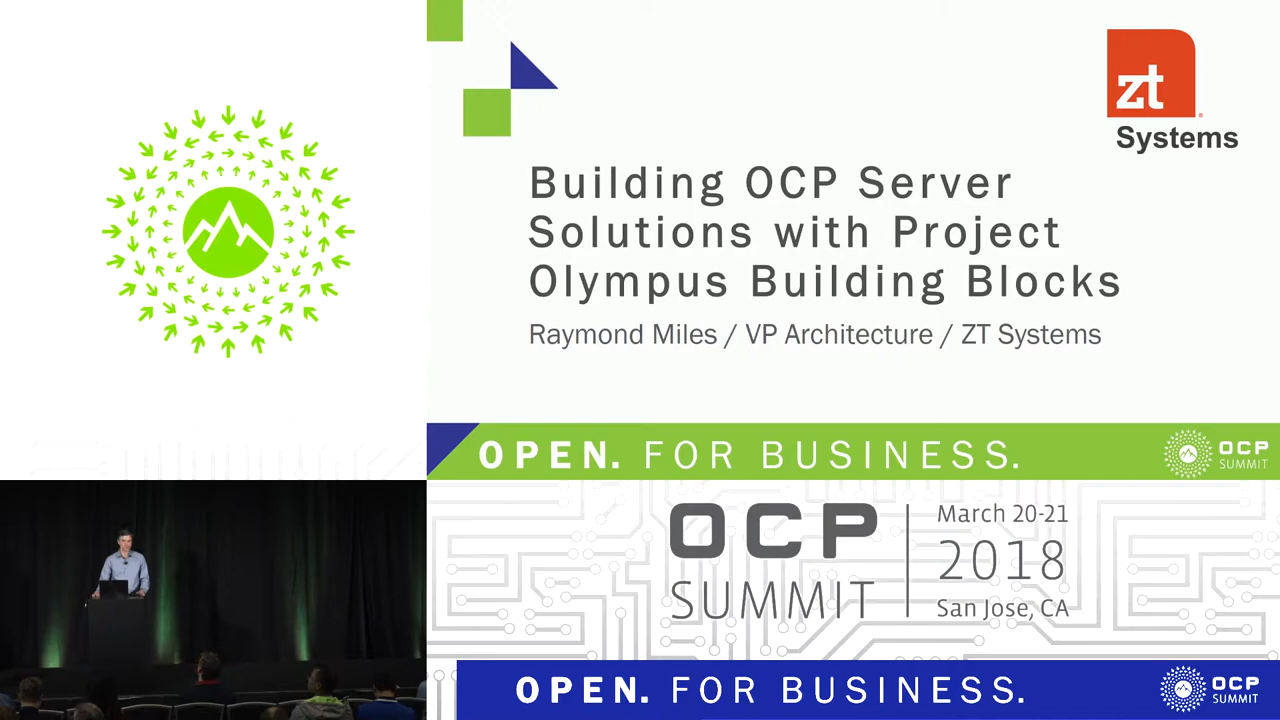 zt
Systems
Building OCP Server
Solutions with Project
Olympus Building Blocks
Raymond Miles / VP Architecture / ZT Systems
OPEN. FOR BUSINESS.
OCP
SUMMIT
OCP
SUMMIT
March 20-21
2018
San Jose, CA
OPEN. FOR BUSINESS.
OCP
SUMMIT